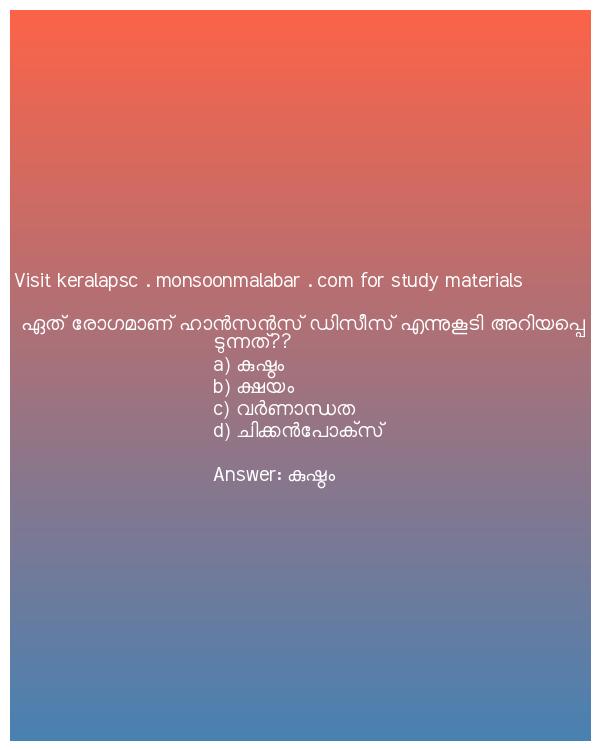 Visit keralapsc . monsoonmalabar . com for study materials
ഏത് രോഗമാണ് ഹാൻസൻസ് ഡിസീസ് എന്നുകൂടി അറിയപ്പെ
ടുന്നത്??
a) കുഷ്ഠം
b) ക്ഷയം
c) വർണാന്ധത
d) ചിക്കൻപോക്സ്
Answer: കുഷ്ഠം